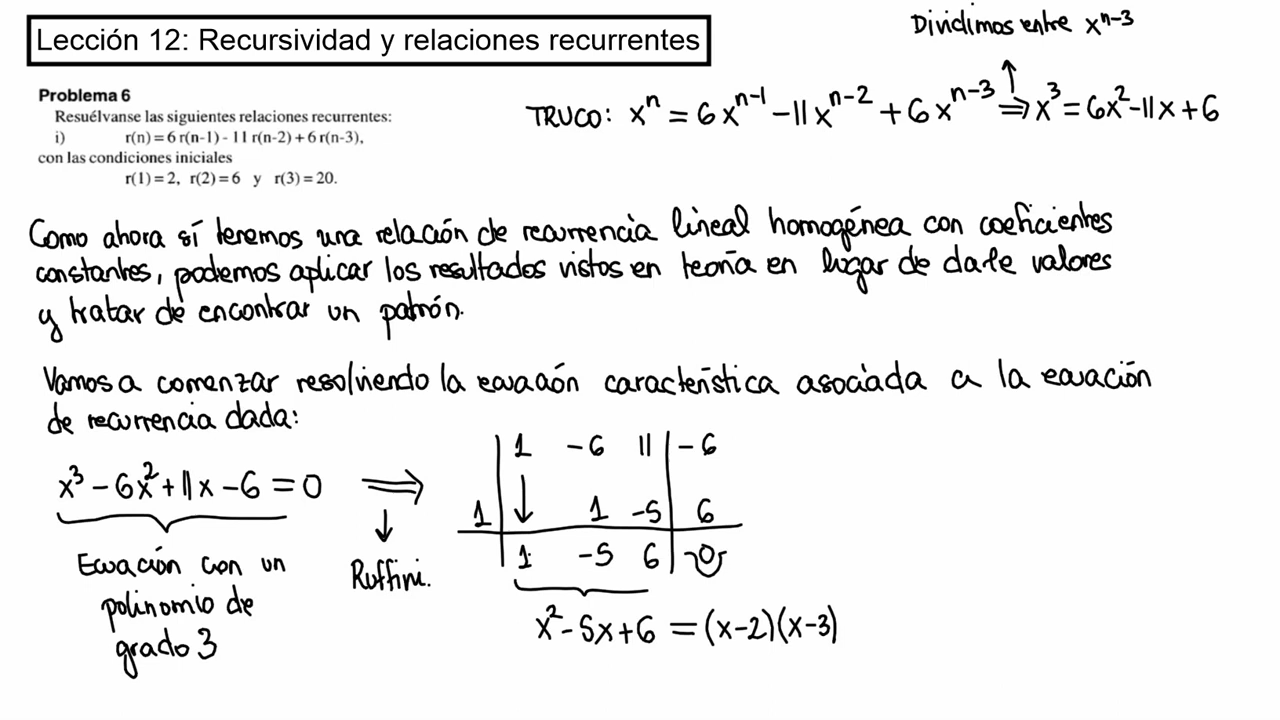 Lección 12: Recursividad y relaciones recurrentes
Dividimos entre x^{n-3}
Problema 6
Resuélvanse las siguientes relaciones recurrentes:
i) r(n) = 6 r(n-1) - 11 r(n-2) + 6 r(n-3),
con las condiciones iniciales
r(1) = 2, r(2) = 6 y r(3) = 20.
TRUCO: x^n = 6x^{n-1} - 11x^{n-2} + 6x^{n-3} ⇒ x^3 = 6x^2 - 11x + 6
Como ahora sí tenemos una relación de recurrencia lineal homogénea con coeficientes
constantes, podemos aplicar los resultados vistos en teoría en lugar de darle valores
y tratar de encontrar un patrón.
Vamos a comenzar resolviendo la ecuación característica asociada a la ecuación
de recurrencia dada:
x^3 - 6x^2 + 11x - 6 = 0 ⇒
Ecuación con un
polinomio de
grado 3
Ruffini.
1 -6 11 -6
1 1 -5 6
1 -5 6 0
x^2 - 5x + 6 = (x-2)(x-3)